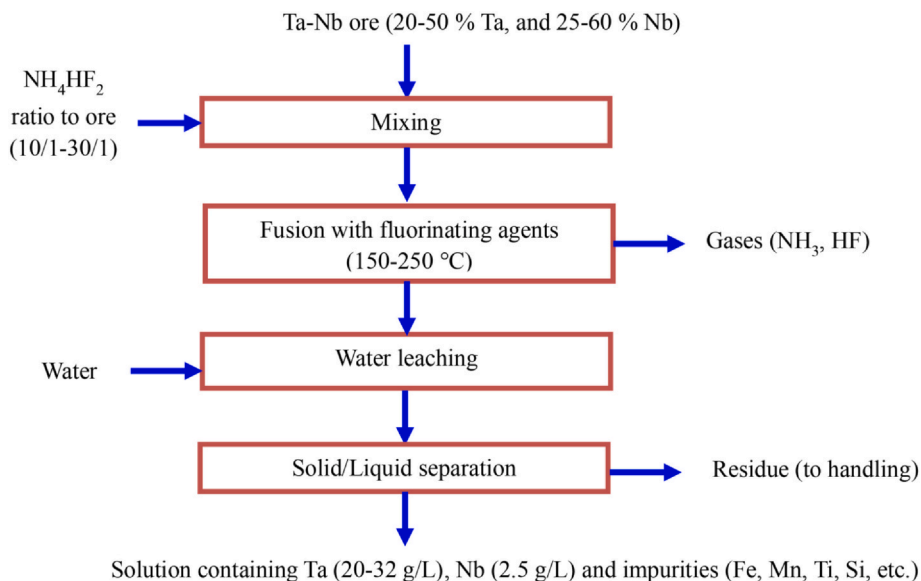 Ta-Nb ore (20-50 % Ta, and 25-60 % Nb)
NH₄HF₂
ratio to ore
(10/1-30/1)
Mixing
Fusion with fluorinating agents
(150-250 °C)
Gases (NH₃, HF)
Water
Water leaching
Solid/Liquid separation
Residue (to handling)
Solution containing Ta (20-32 g/L), Nb (2.5 g/L) and impurities (Fe, Mn, Ti, Si, etc.)